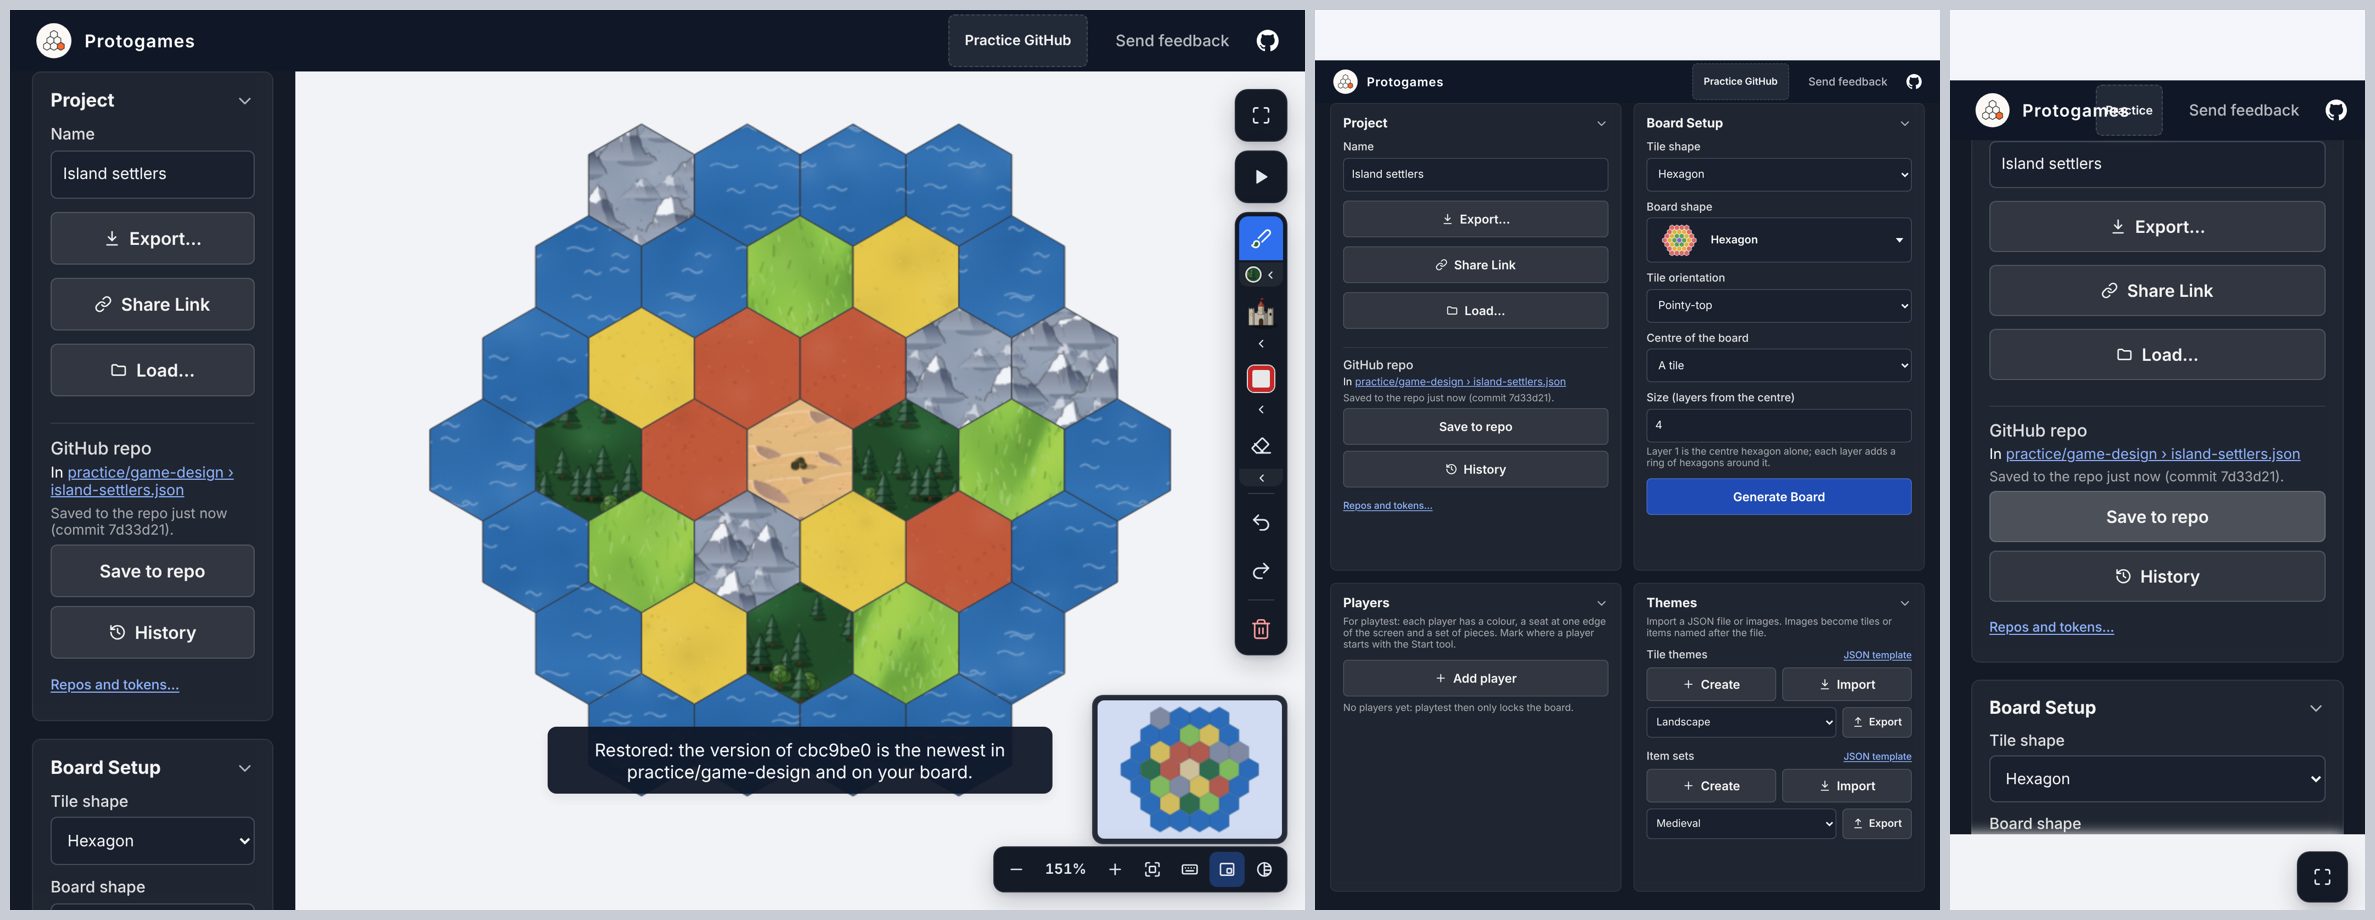 Protogames
Practice GitHub
Send feedback
Project
Name
Island settlers
Export...
Share Link
Load...
GitHub repo
In practice/game-design ›
island-settlers.json
Saved to the repo just now
(commit 7d33d21).
Save to repo
History
Repos and tokens...
Board Setup
Tile shape
Hexagon
Board shape
Restored: the version of cbc9be0 is the newest in
practice/game-design and on your board.
151%
Protogames
Practice GitHub
Send feedback
Project
Name
Island settlers
Export...
Share Link
Load...
GitHub repo
In practice/game-design › island-settlers.json
Saved to the repo just now (commit 7d33d21).
Save to repo
History
Repos and tokens...
Board Setup
Tile shape
Hexagon
Board shape
Hexagon
Tile orientation
Pointy-top
Centre of the board
A tile
Size (layers from the centre)
4
Layer 1 is the centre hexagon alone; each layer adds a
ring of hexagons around it.
Generate Board
Players
For playtest: each player has a colour, a seat at one edge
of the screen and a set of pieces. Mark where a player
starts with the Start tool.
Add player
No players yet: playtest then only locks the board.
Themes
Import a JSON file or images. Images become tiles or
items named after the file.
Tile themes
JSON template
Create
Import
Landscape
Export
Item sets
JSON template
Create
Import
Medieval
Export
Protogames
Practice
Send feedback
Island settlers
Export...
Share Link
Load...
GitHub repo
In practice/game-design › island-settlers.json
Saved to the repo just now (commit 7d33d21).
Save to repo
History
Repos and tokens...
Board Setup
Tile shape
Hexagon
Board shape